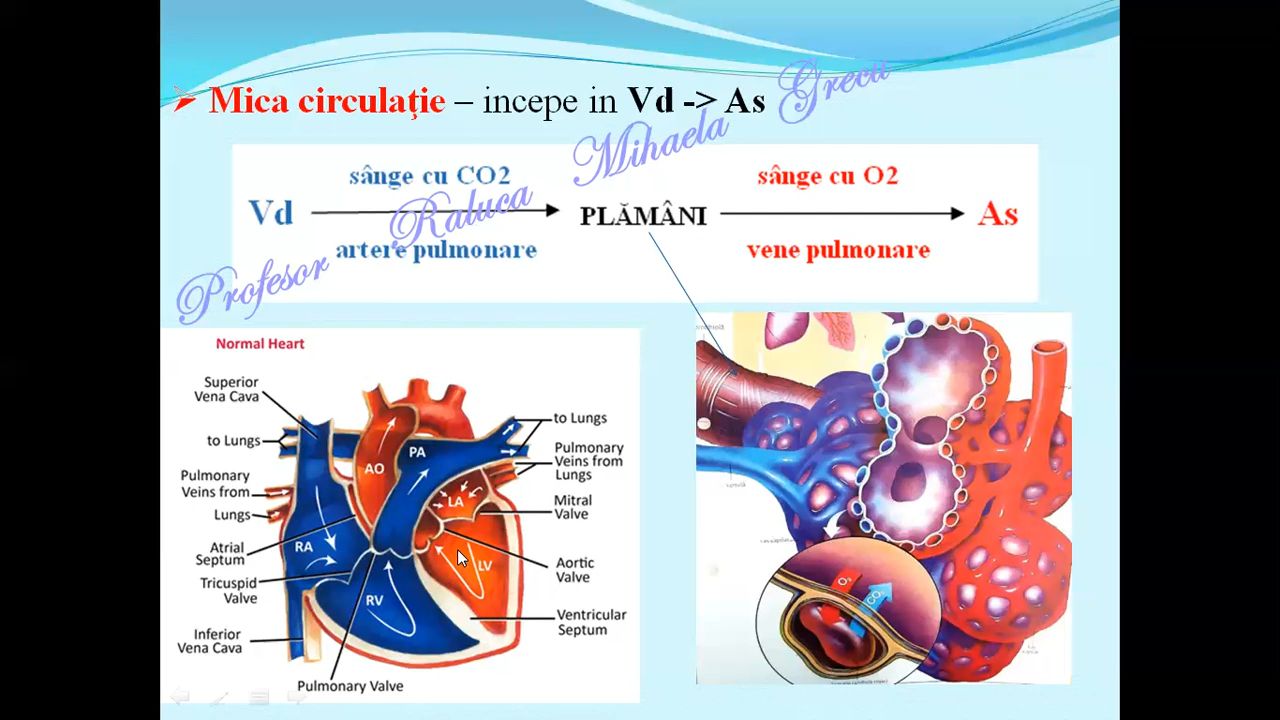 Mica circulaţie – incepe in Vd -> As
Profesor Raluca Mihaela Grecu
sânge cu CO2
sânge cu O2
Vd
PLĂMÂNI
As
artere pulmonare
vene pulmonare
Normal Heart
Superior
Vena Cava
to Lungs
Pulmonary
Veins from
Lungs
Atrial
Septum
Tricuspid
Valve
Inferior
Vena Cava
Pulmonary Valve
to Lungs
Pulmonary
Veins from
Lungs
Mitral
Valve
Aortic
Valve
Ventricular
Septum
AO
PA
LA
RA
LV
RV
O2
CO2